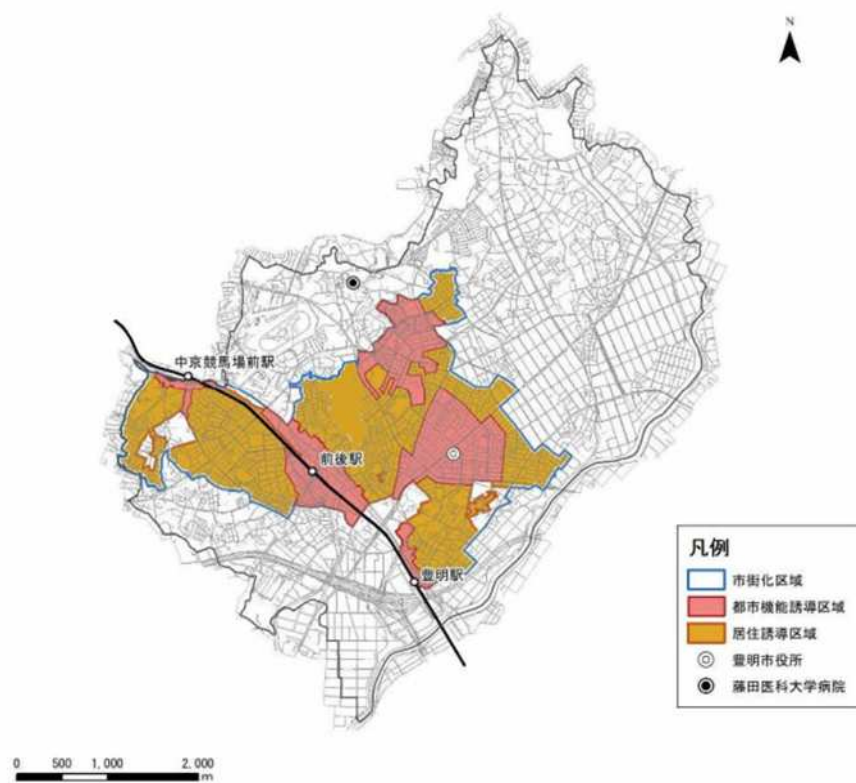 N
中京競馬場前駅
前後駅
豊明駅
凡例
市街化区域
都市機能誘導区域
居住誘導区域
豊明市役所
藤田医科大学病院
0 500 1,000 2,000
m